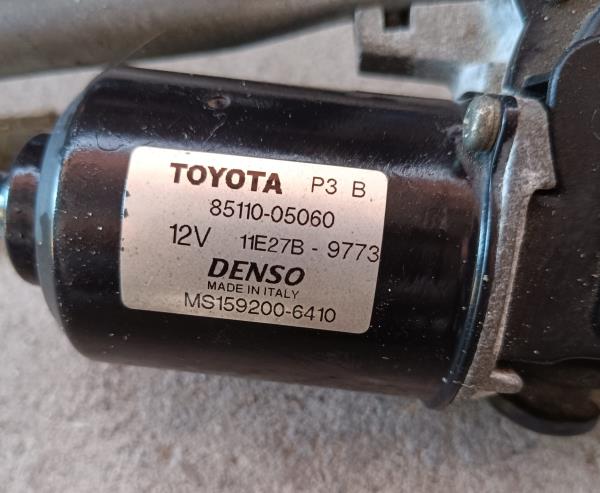 TOYOTA P3 B
85110-05060
12V 11E27B - 9773
DENSO
MADE IN ITALY
MS159200-6410